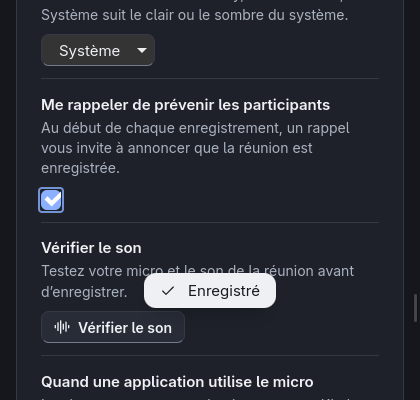 Système suit le clair ou le sombre du système.
Système
Me rappeler de prévenir les participants
Au début de chaque enregistrement, un rappel
vous invite à annoncer que la réunion est
enregistrée.
Vérifier le son
Testez votre micro et le son de la réunion avant
d'enregistrer.
Enregistré
Vérifier le son
Quand une application utilise le micro